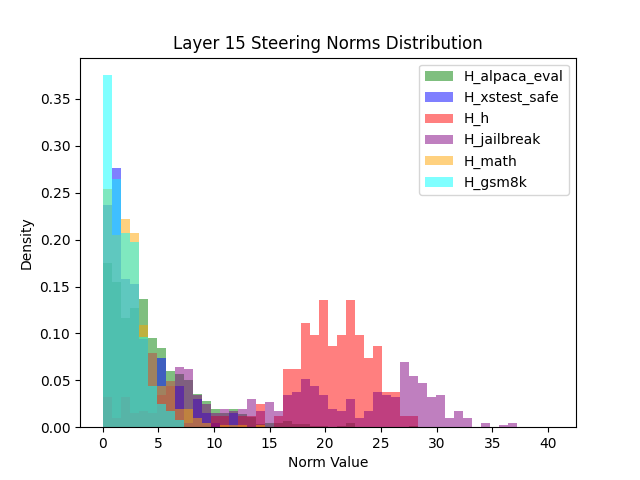 Layer 15 Steering Norms Distribution
H_alpaca_eval
H_xstest_safe
H_h
H_jailbreak
H_math
H_gsm8k
Density
0.35
0.30
0.25
0.20
0.15
0.10
0.05
0.00
0 5 10 15 20 25 30 35 40
Norm Value